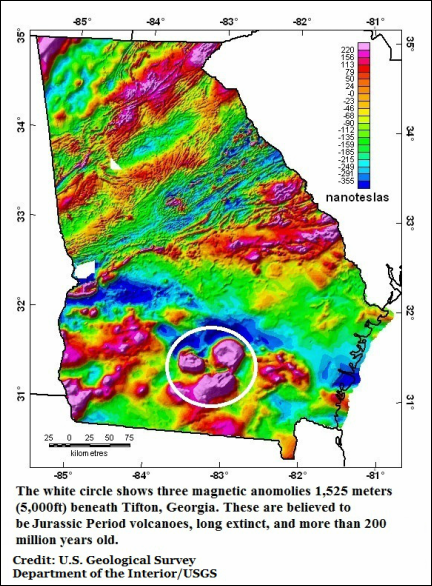 -85° -84° -83° -82° -81°
35° 35°
220
156
113
79
50
24
-0
-23
-46
-68
-90
-112
-135
-159
-185
-215
-249
-291
-355
nanoteslas
34° 34°
33° 33°
32° 32°
31° 31°
25 0 25 50 75
kilometres
-85° -84° -83° -82° -81°
The white circle shows three magnetic anomolies 1,525 meters
(5,000ft) beneath Tifton, Georgia. These are believed to
be Jurassic Period volcanoes, long extinct, and more than 200
million years old.
Credit: U.S. Geological Survey
Department of the Interior/USGS